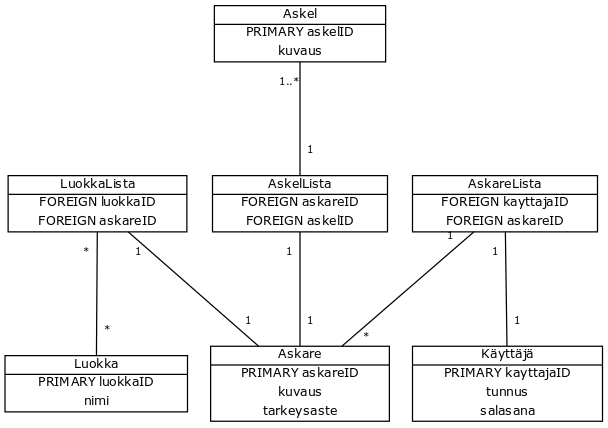 Askel
PRIMARY askelID
kuvaus
1..*
1
LuokkaLista
FOREIGN luokkaID
FOREIGN askareID
AskelLista
FOREIGN askareID
FOREIGN askelID
AskareLista
FOREIGN kayttajaID
FOREIGN askareID
*
1
1
1
1
*
1
1
*
1
Luokka
PRIMARY luokkaID
nimi
Askare
PRIMARY askareID
kuvaus
tarkeysaste
Käyttäjä
PRIMARY kayttajaID
tunnus
salasana